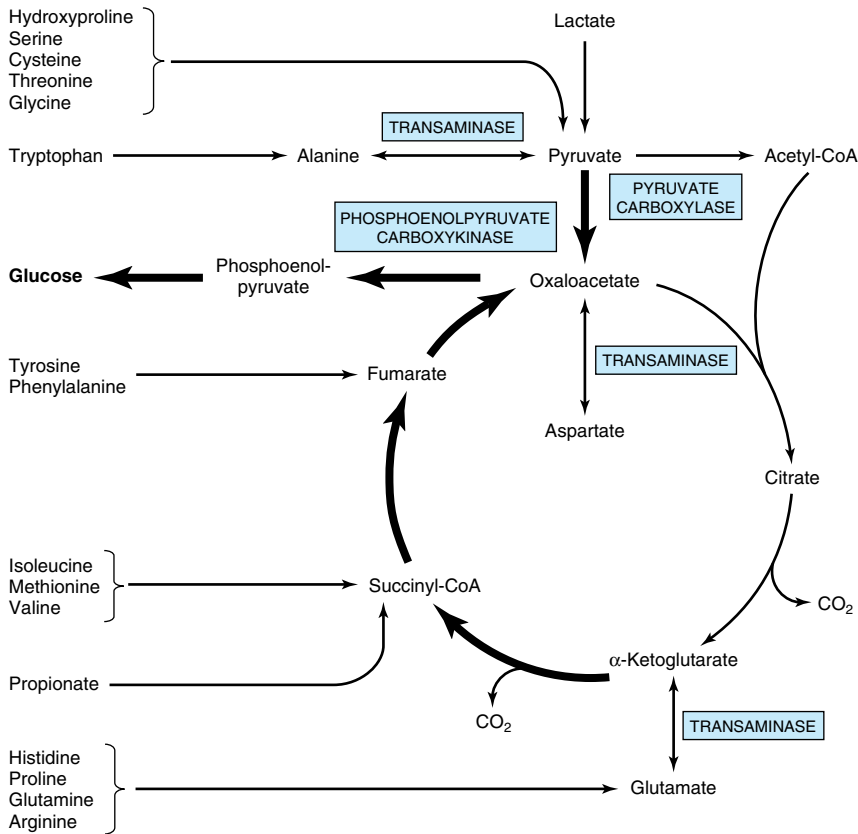 Hydroxyproline
Serine
Cysteine
Threonine
Glycine
Lactate
TRANSAMINASE
Tryptophan
Alanine
Pyruvate
Acetyl-CoA
PYRUVATE
CARBOXYLASE
PHOSPHOENOLPYRUVATE
CARBOXYKINASE
Glucose
Phosphoenol-
pyruvate
Oxaloacetate
Tyrosine
Phenylalanine
Fumarate
TRANSAMINASE
Aspartate
Citrate
Isoleucine
Methionine
Valine
Succinyl-CoA
CO₂
Propionate
α-Ketoglutarate
CO₂
TRANSAMINASE
Histidine
Proline
Glutamine
Arginine
Glutamate